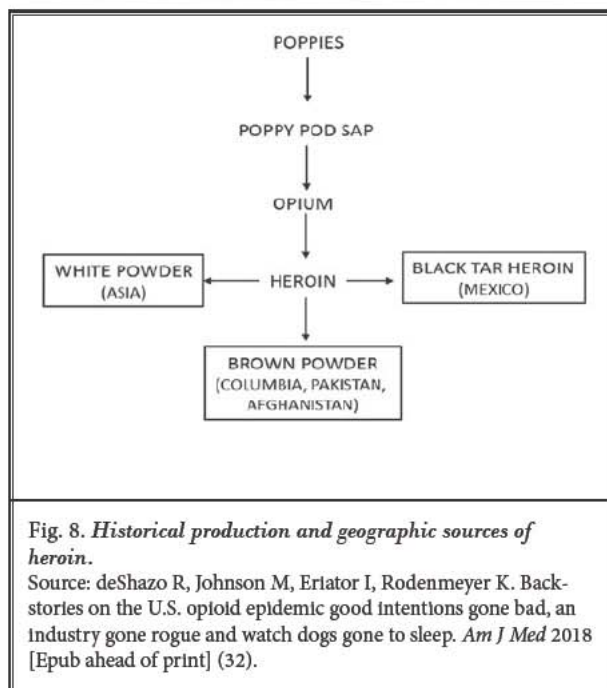 POPPIES
POPPY POD SAP
OPIUM
WHITE POWDER
(ASIA)
HEROIN
BLACK TAR HEROIN
(MEXICO)
BROWN POWDER
(COLUMBIA, PAKISTAN,
AFGHANISTAN)
Fig. 8. Historical production and geographic sources of
heroin.
Source: deShazo R, Johnson M, Eriator I, Rodenmeyer K. Back-
stories on the U.S. opioid epidemic good intentions gone bad, an
industry gone rogue and watch dogs gone to sleep. Am J Med 2018
[Epub ahead of print] (32).